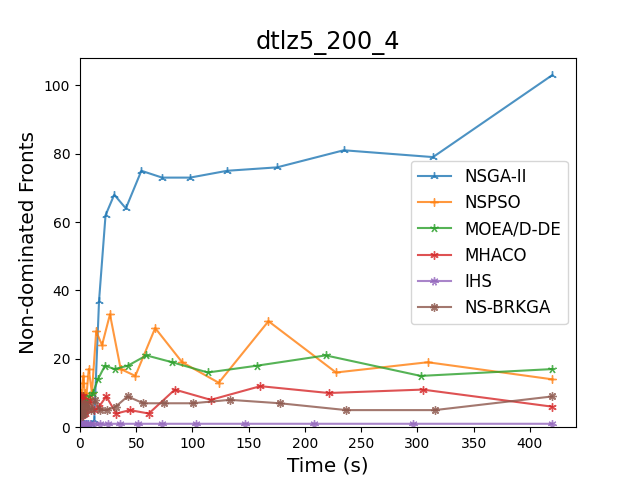 dtlz5_200_4
Non-dominated Fronts
100
80
60
40
20
0
NSGA-II
NSPSO
MOEA/D-DE
MHACO
IHS
NS-BRKGA
0 50 100 150 200 250 300 350 400
Time (s)